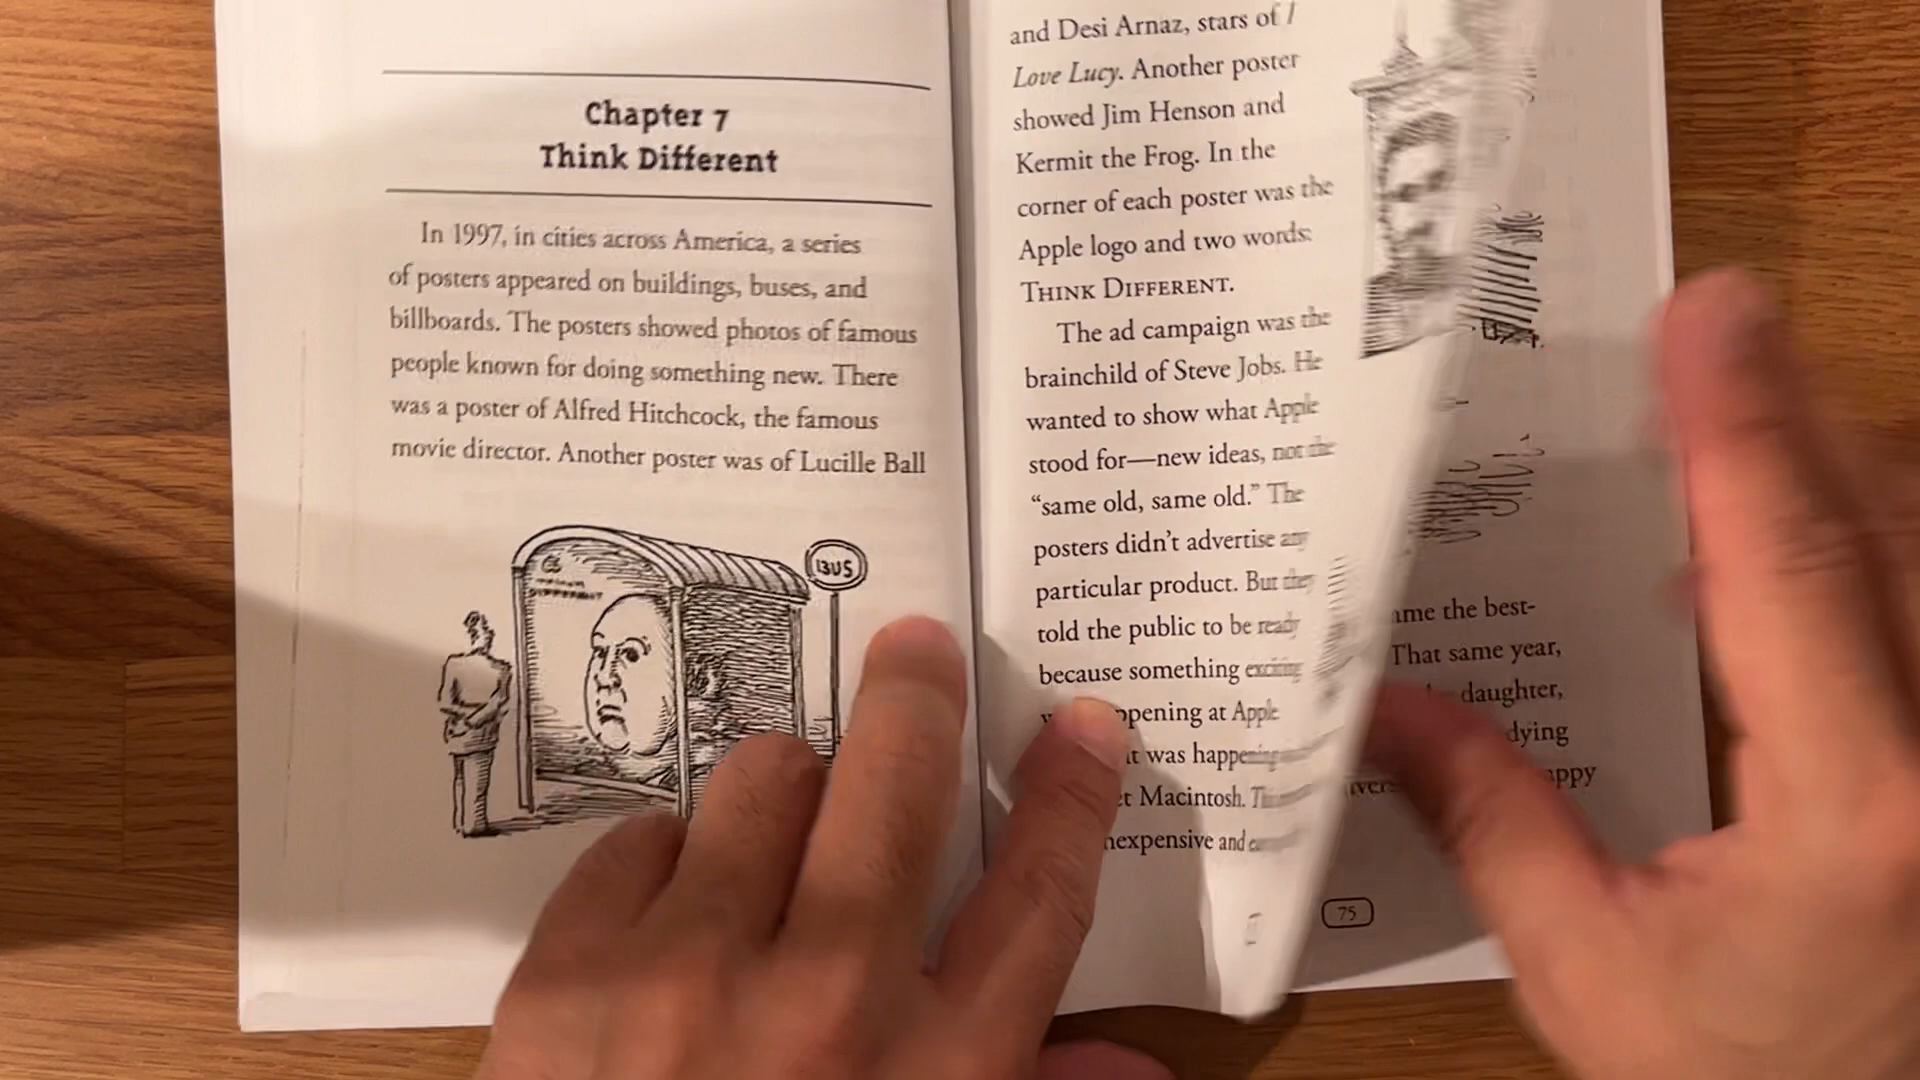 Chapter 7
Think Different
In 1997, in cities across America, a series
of posters appeared on buildings, buses, and
billboards. The posters showed photos of famous
people known for doing something new. There
was a poster of Alfred Hitchcock, the famous
movie director. Another poster was of Lucille Ball
BUS
and Desi Arnaz, stars of I
Love Lucy. Another poster
showed Jim Henson and
Kermit the Frog. In the
corner of each poster was the
Apple logo and two words:
THINK DIFFERENT.
The ad campaign was the
brainchild of Steve Jobs. He
wanted to show what Apple
stood for—new ideas, not the
“same old, same old.” The
posters didn’t advertise any
particular product. But they
told the public to be ready
because something exciting
at Apple
was happening
Macintosh.
and
best-
That same year,
daughter,
75